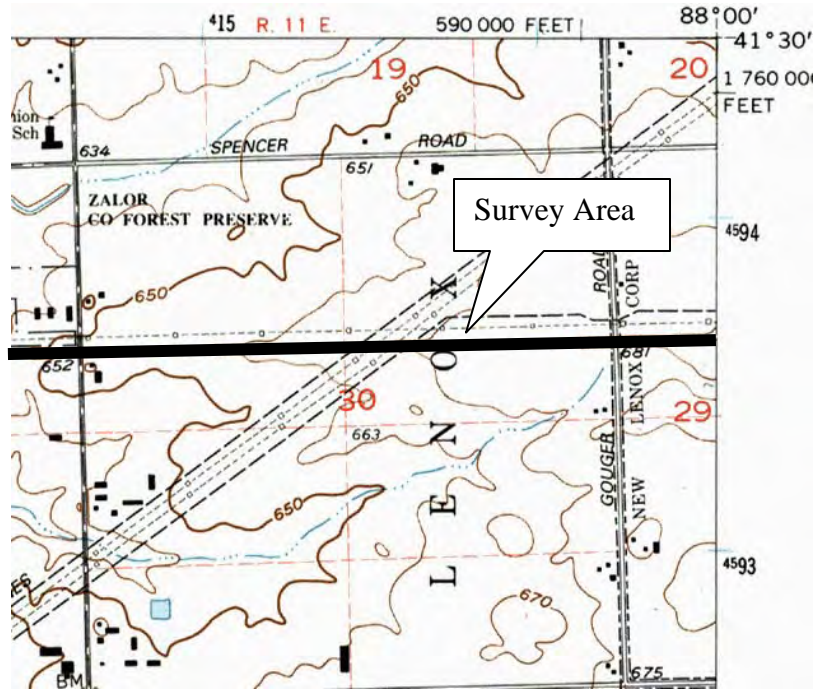 88°00'
415 R. 11 E. 590 000 FEET
41°30'
19
20
650
1 760 000
FEET
Sch
634
SPENCER ROAD
651
ZALOR
CO FOREST PRESERVE
Survey Area
4594
650
ROAD
CORP
652
681
LENOX
30
29
663
GOUGER
NEW LENOX
650
4593
670
675
BM